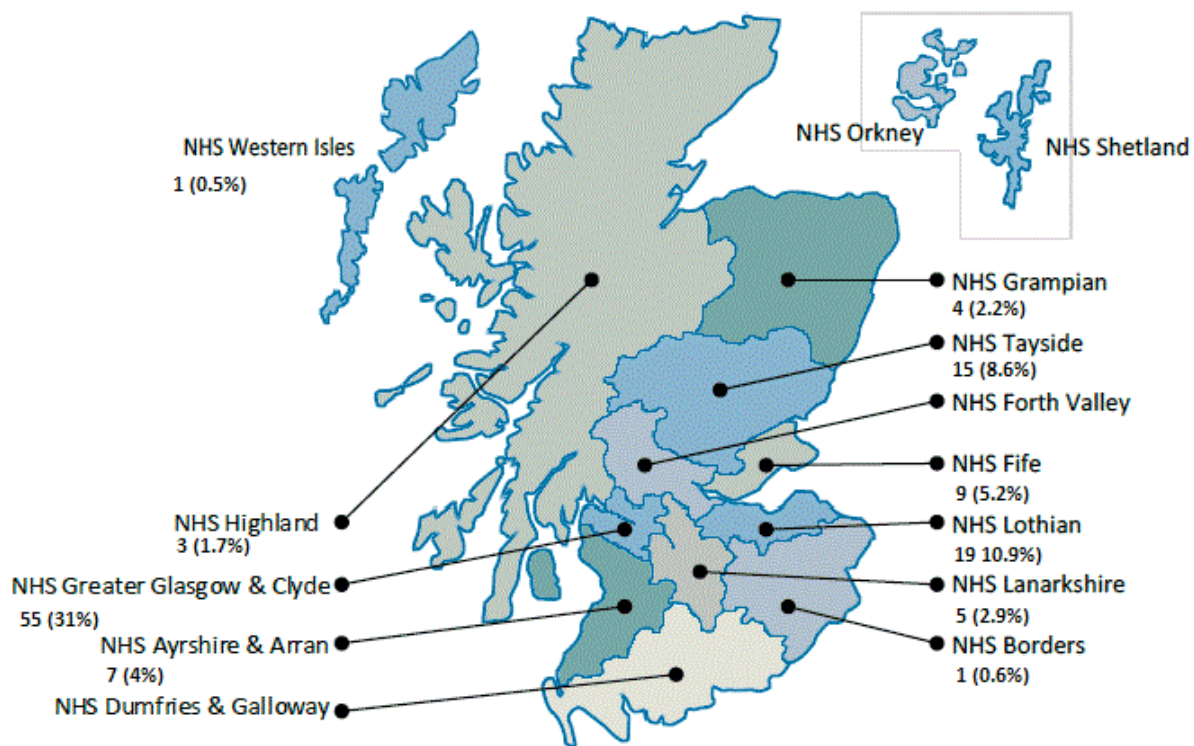 NHS Orkney
NHS Shetland
NHS Western Isles
1 (0.5%)
NHS Grampian
4 (2.2%)
NHS Tayside
15 (8.6%)
NHS Forth Valley
NHS Fife
9 (5.2%)
NHS Highland
3 (1.7%)
NHS Lothian
19 10.9%)
NHS Greater Glasgow & Clyde
55 (31%)
NHS Lanarkshire
5 (2.9%)
NHS Ayrshire & Arran
7 (4%)
NHS Borders
1 (0.6%)
NHS Dumfries & Galloway